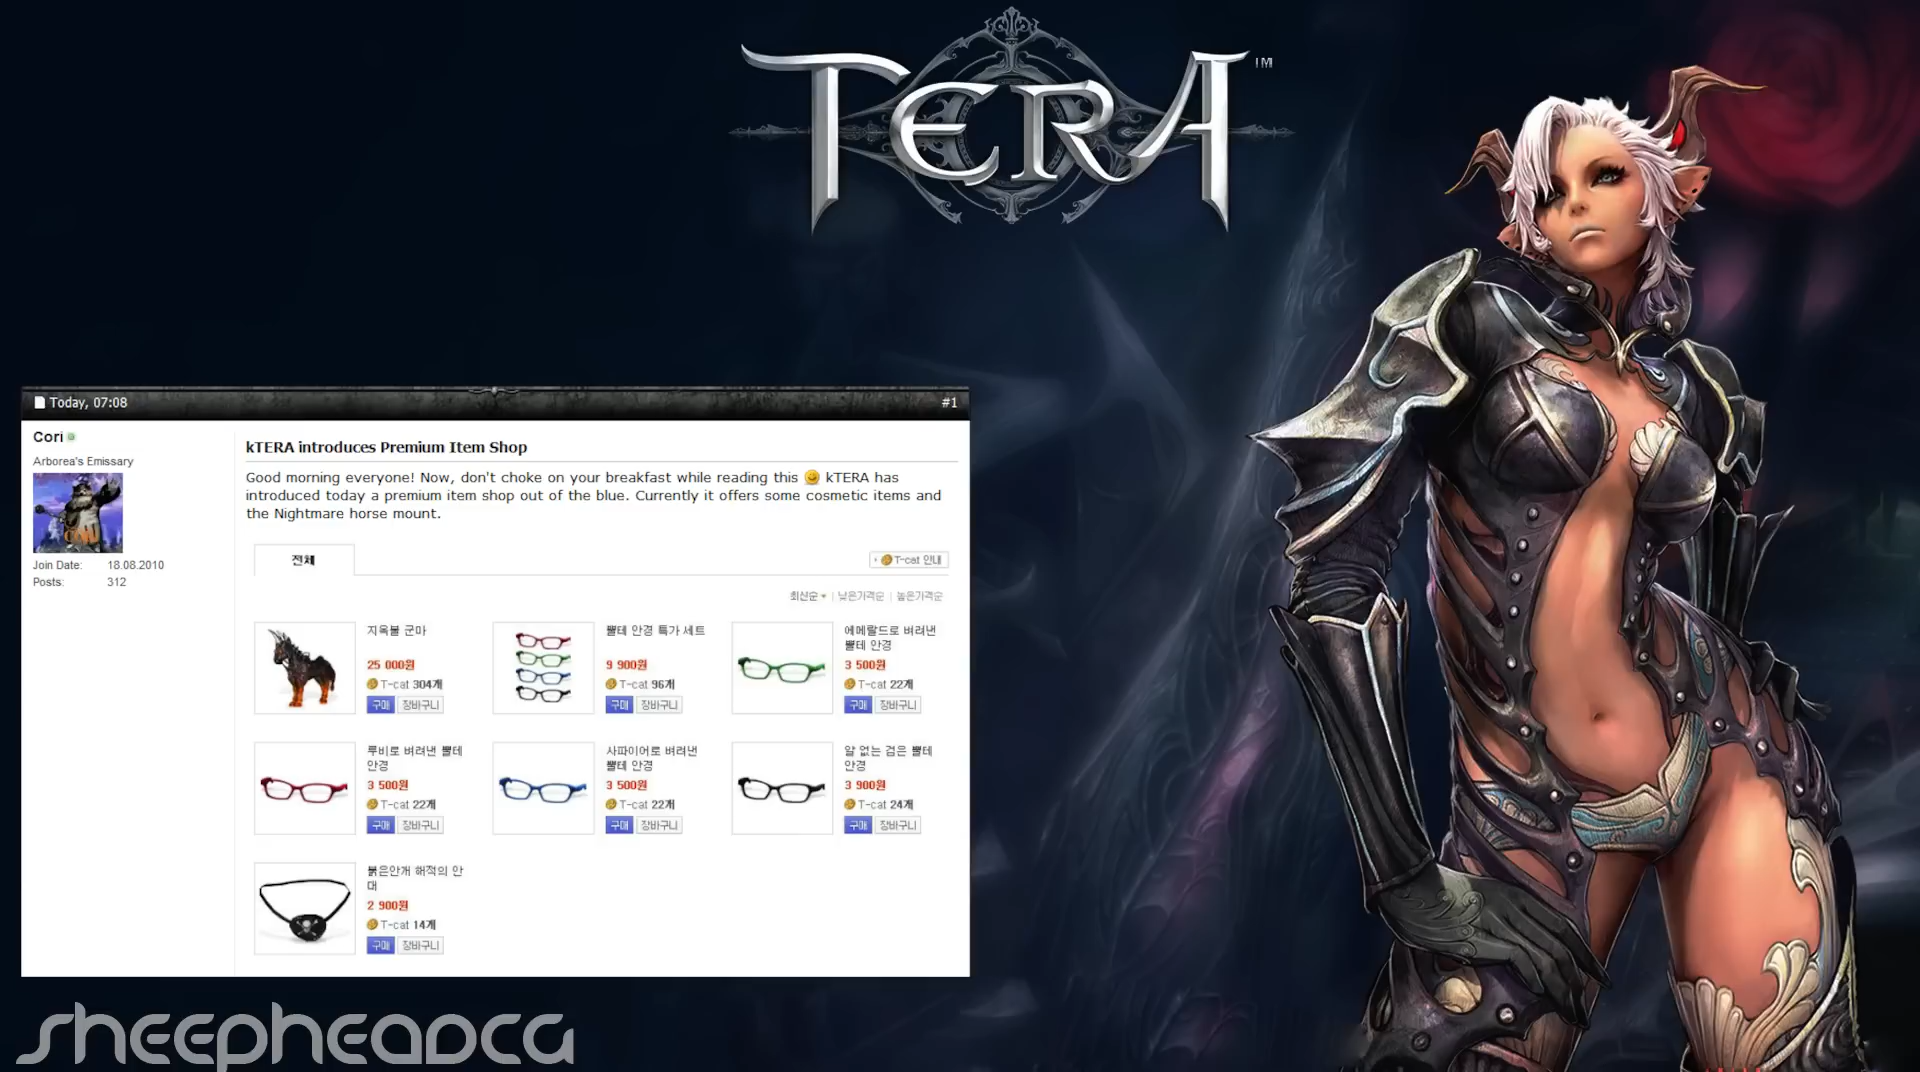 TERA™
Today, 07:08 #1
Cori
Arborea's Emissary
Join Date: 18.08.2010
Posts: 312
kTERA introduces Premium Item Shop
Good morning everyone! Now, don't choke on your breakfast while reading this kTERA has
introduced today a premium item shop out of the blue. Currently it offers some cosmetic items and
the Nightmare horse mount.
전체
T-cat 안내
최신순 | 낮은가격순 | 높은가격순
지옥불 군마
25 000원
T-cat 304개
구매 장바구니
뿔테 안경 특가 세트
9 900원
T-cat 96개
구매 장바구니
에메랄드로 벼려낸
뿔테 안경
3 500원
T-cat 22개
구매 장바구니
루비로 벼려낸 뿔테
안경
3 500원
T-cat 22개
구매 장바구니
사파이어로 벼려낸
뿔테 안경
3 500원
T-cat 22개
구매 장바구니
알 없는 검은 뿔테
안경
3 900원
T-cat 24개
구매 장바구니
붉은안개 해적의 안
대
2 900원
T-cat 14개
구매 장바구니
sheepheadcg